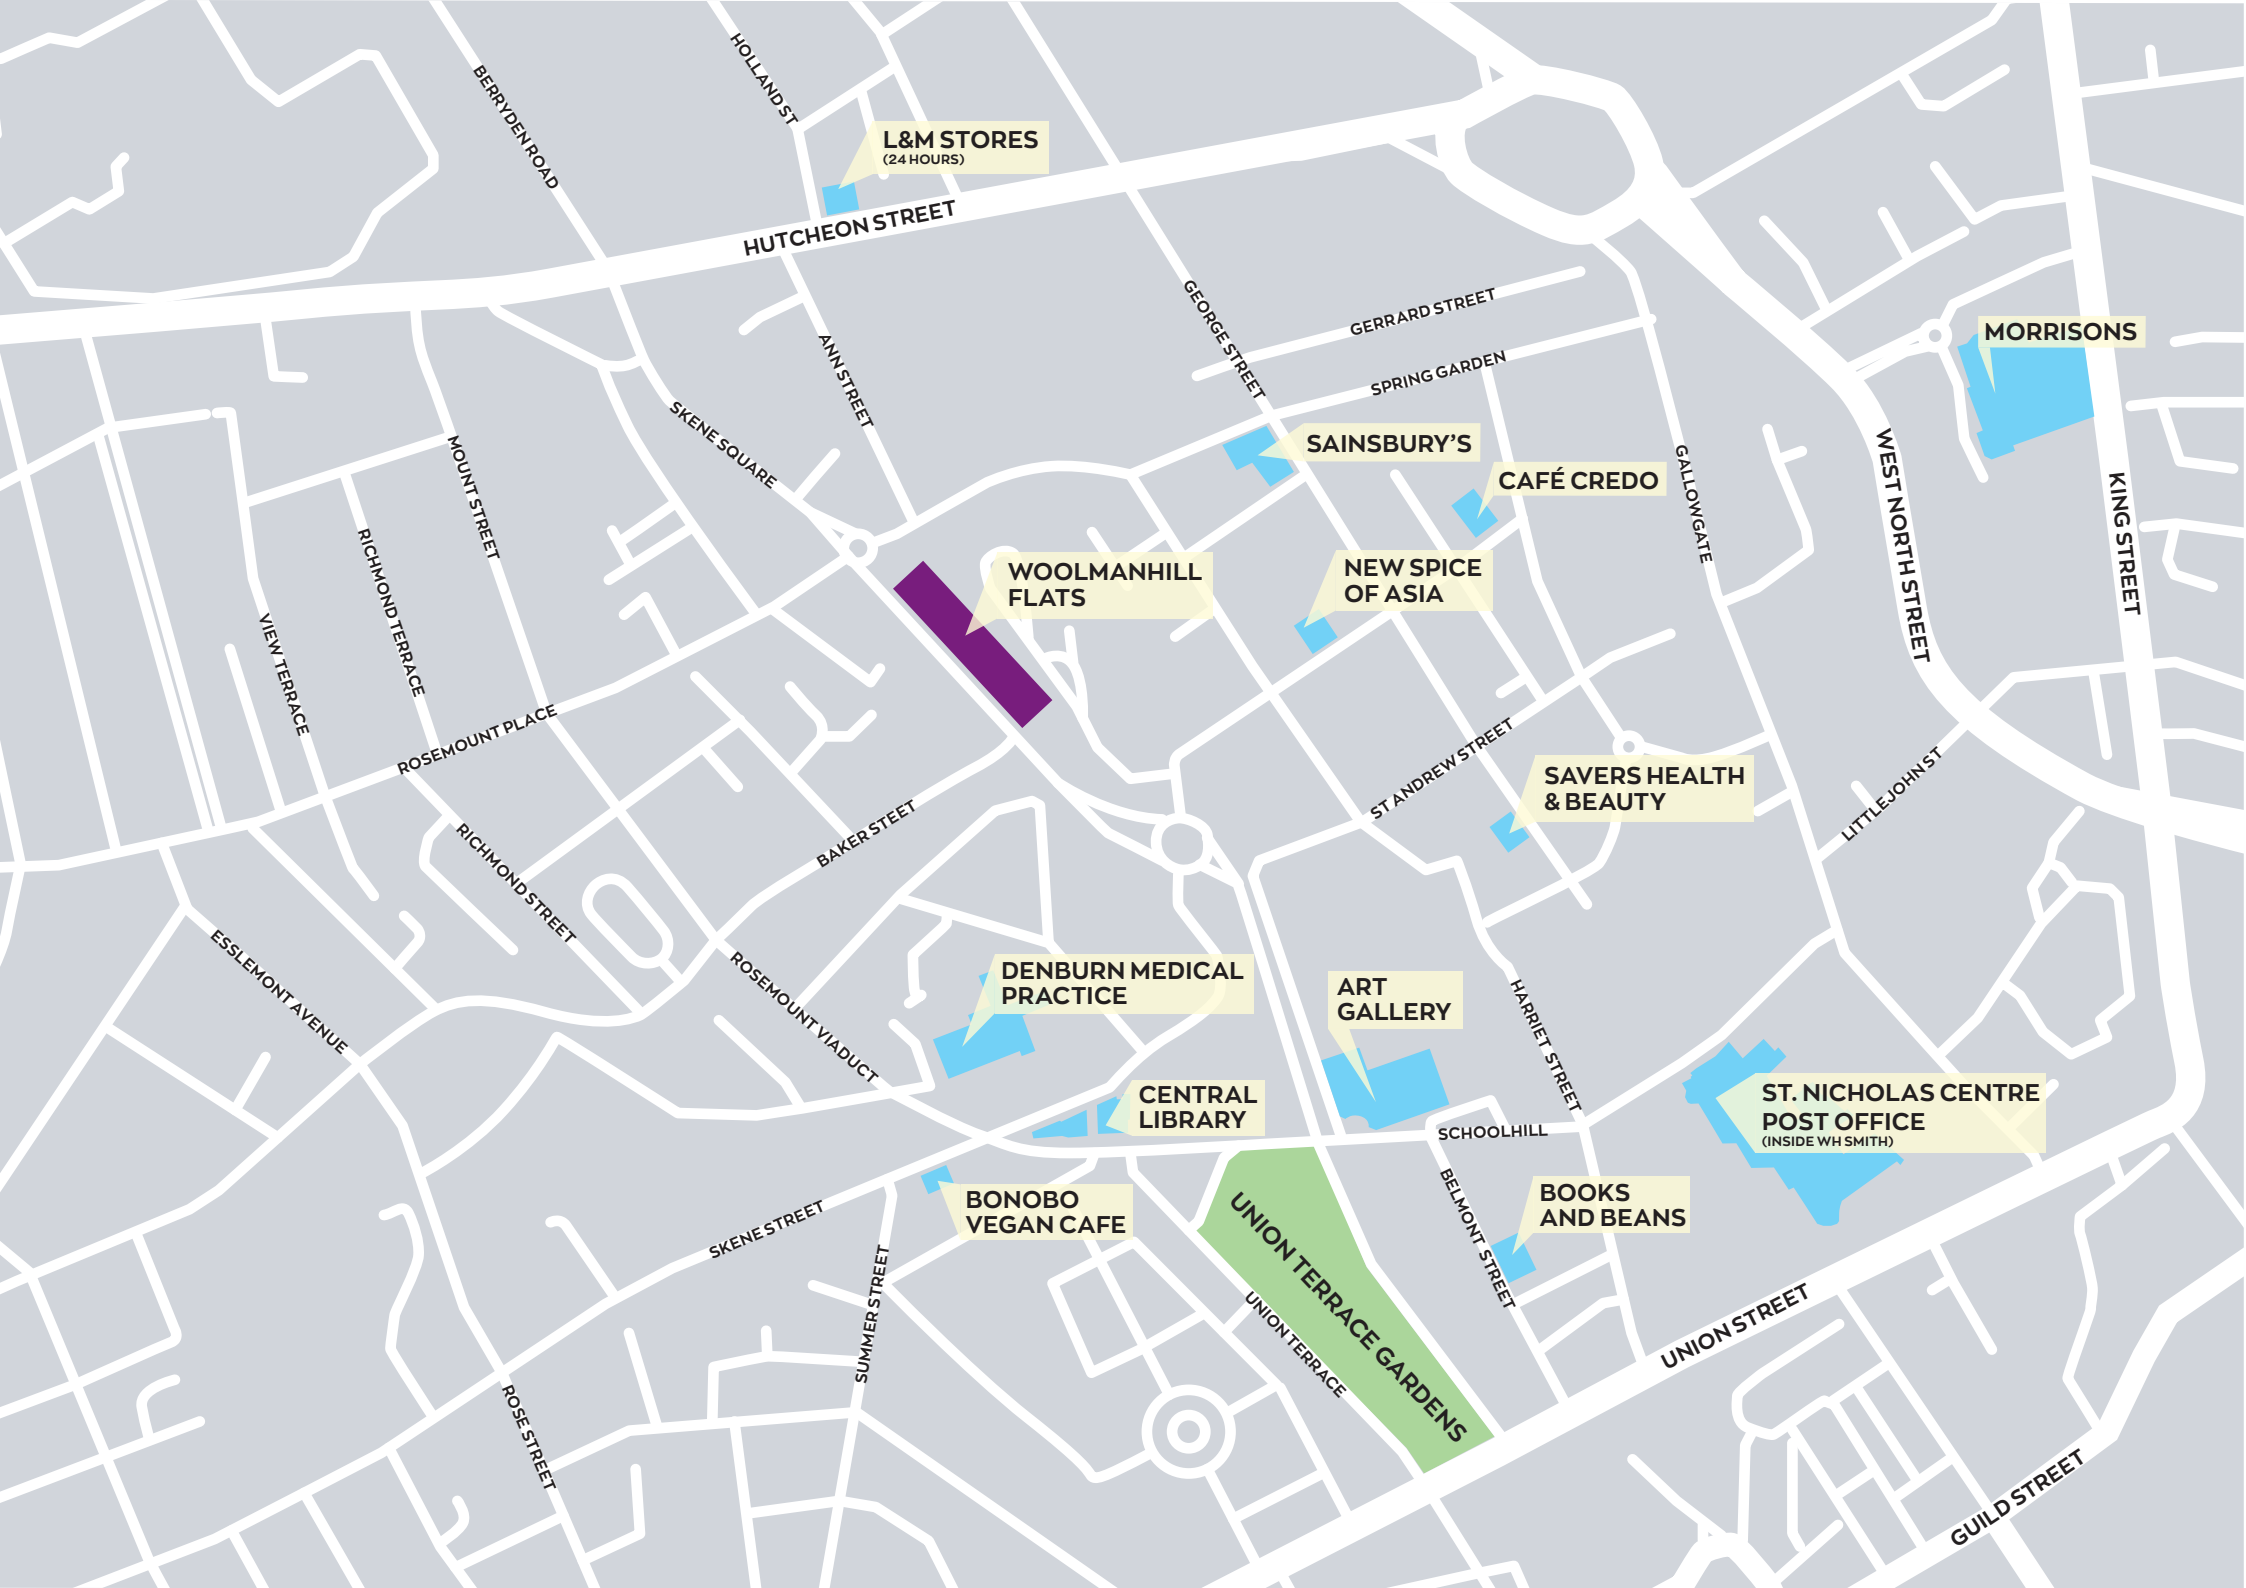 HOLLAND ST
BERRYDEN ROAD
L&M STORES
(24 HOURS)
HUTCHEON STREET
GEORGE STREET
GERRARD STREET
SPRING GARDEN
MORRISONS
ANN STREET
SKENE SQUARE
SAINSBURY'S
CAFÉ CREDO
GALLOWGATE
WEST NORTH STREET
KING STREET
MOUNT STREET
RICHMOND TERRACE
VIEW TERRACE
WOOLMANHILL
FLATS
NEW SPICE
OF ASIA
ROSEMOUNT PLACE
ST ANDREW STREET
SAVERS HEALTH
& BEAUTY
LITTLEJOHN ST
BAKER STEET
RICHMOND STREET
ESSLEMONT AVENUE
ROSEMOUNT VIADUCT
DENBURN MEDICAL
PRACTICE
ART
GALLERY
HARRIET STREET
CENTRAL
LIBRARY
SCHOOLHILL
ST. NICHOLAS CENTRE
POST OFFICE
(INSIDE WH SMITH)
BONOBO
VEGAN CAFE
SKENE STREET
SUMMER STREET
UNION TERRACE GARDENS
UNION TERRACE
BELMONT STREET
BOOKS
AND BEANS
UNION STREET
ROSE STREET
GUILD STREET